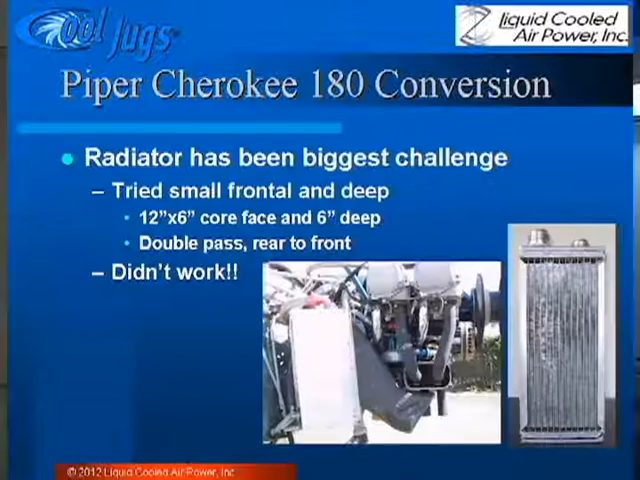 Cool Jugs
Liquid Cooled
Air Power, Inc.
Piper Cherokee 180 Conversion
Radiator has been biggest challenge
– Tried small frontal and deep
• 12”x6” core face and 6” deep
• Double pass, rear to front
– Didn’t work!!
© 2012 Liquid Cooled Air Power, Inc